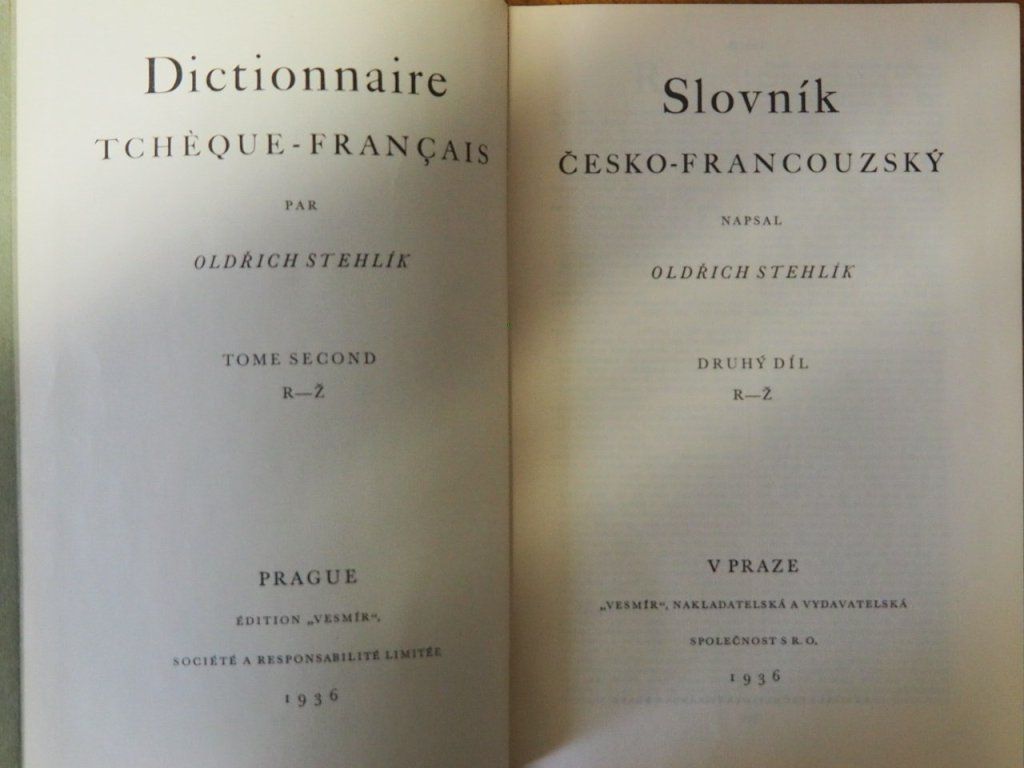 Dictionnaire
TCHÈQUE-FRANÇAIS
PAR
OLDŘICH STEHLÍK
TOME SECOND
R—Ž
PRAGUE
ÉDITION „VESMÍR“,
SOCIÉTÉ A RESPONSABILITÉ LIMITÉE
1936
Slovník
ČESKO-FRANCOUZSKÝ
NAPSAL
OLDŘICH STEHLÍK
DRUHÝ DÍL
R—Ž
V PRAZE
„VESMÍR“, NAKLADATELSKÁ A VYDAVATELSKÁ
SPOLEČNOST S R. O.
1936